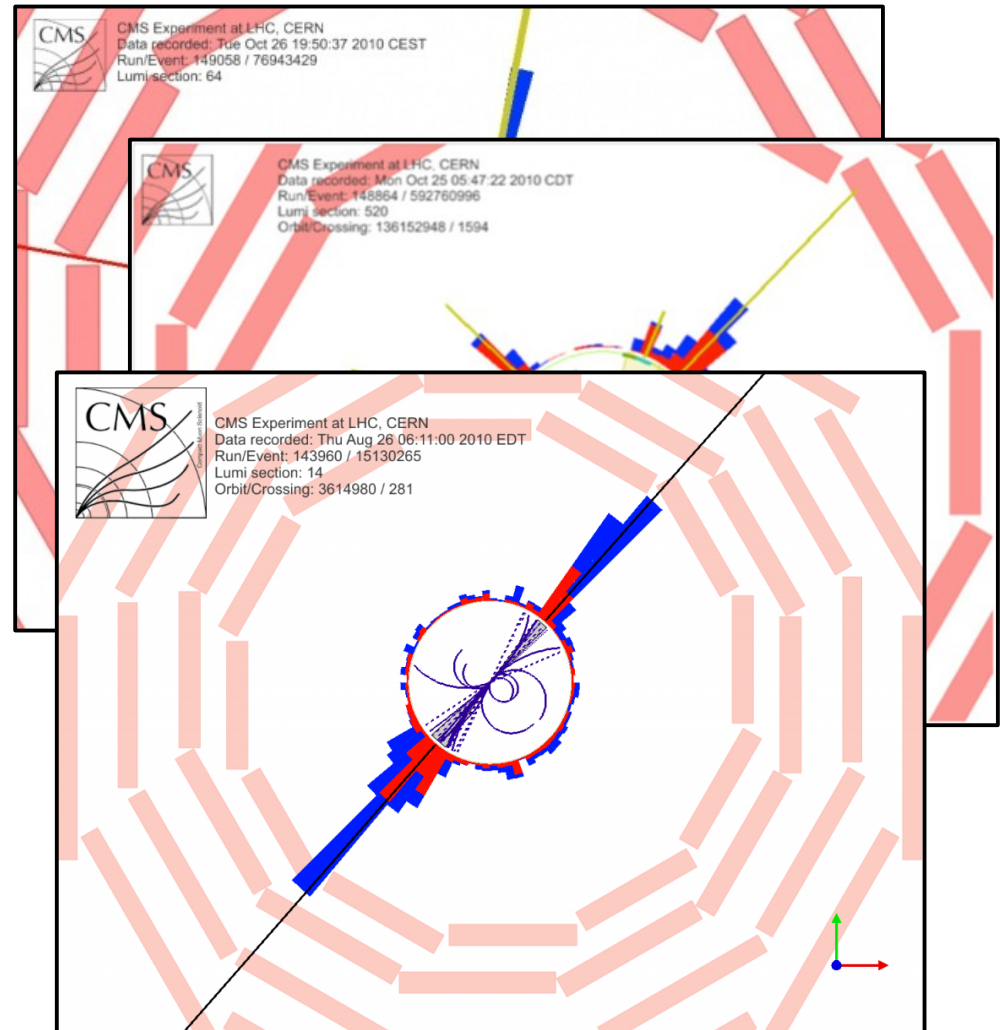 CMS
CMS Experiment at LHC, CERN
Data recorded: Tue Oct 26 19:50:37 2010 CEST
Run/Event: 149058 / 76943429
Lumi section: 64
CMS
CMS Experiment at LHC, CERN
Data recorded: Mon Oct 25 05:47:22 2010 CDT
Run/Event: 148864 / 592760996
Lumi section: 520
Orbit/Crossing: 136152948 / 1594
CMS
Compact Muon Solenoid
CMS Experiment at LHC, CERN
Data recorded: Thu Aug 26 06:11:00 2010 EDT
Run/Event: 143960 / 15130265
Lumi section: 14
Orbit/Crossing: 3614980 / 281